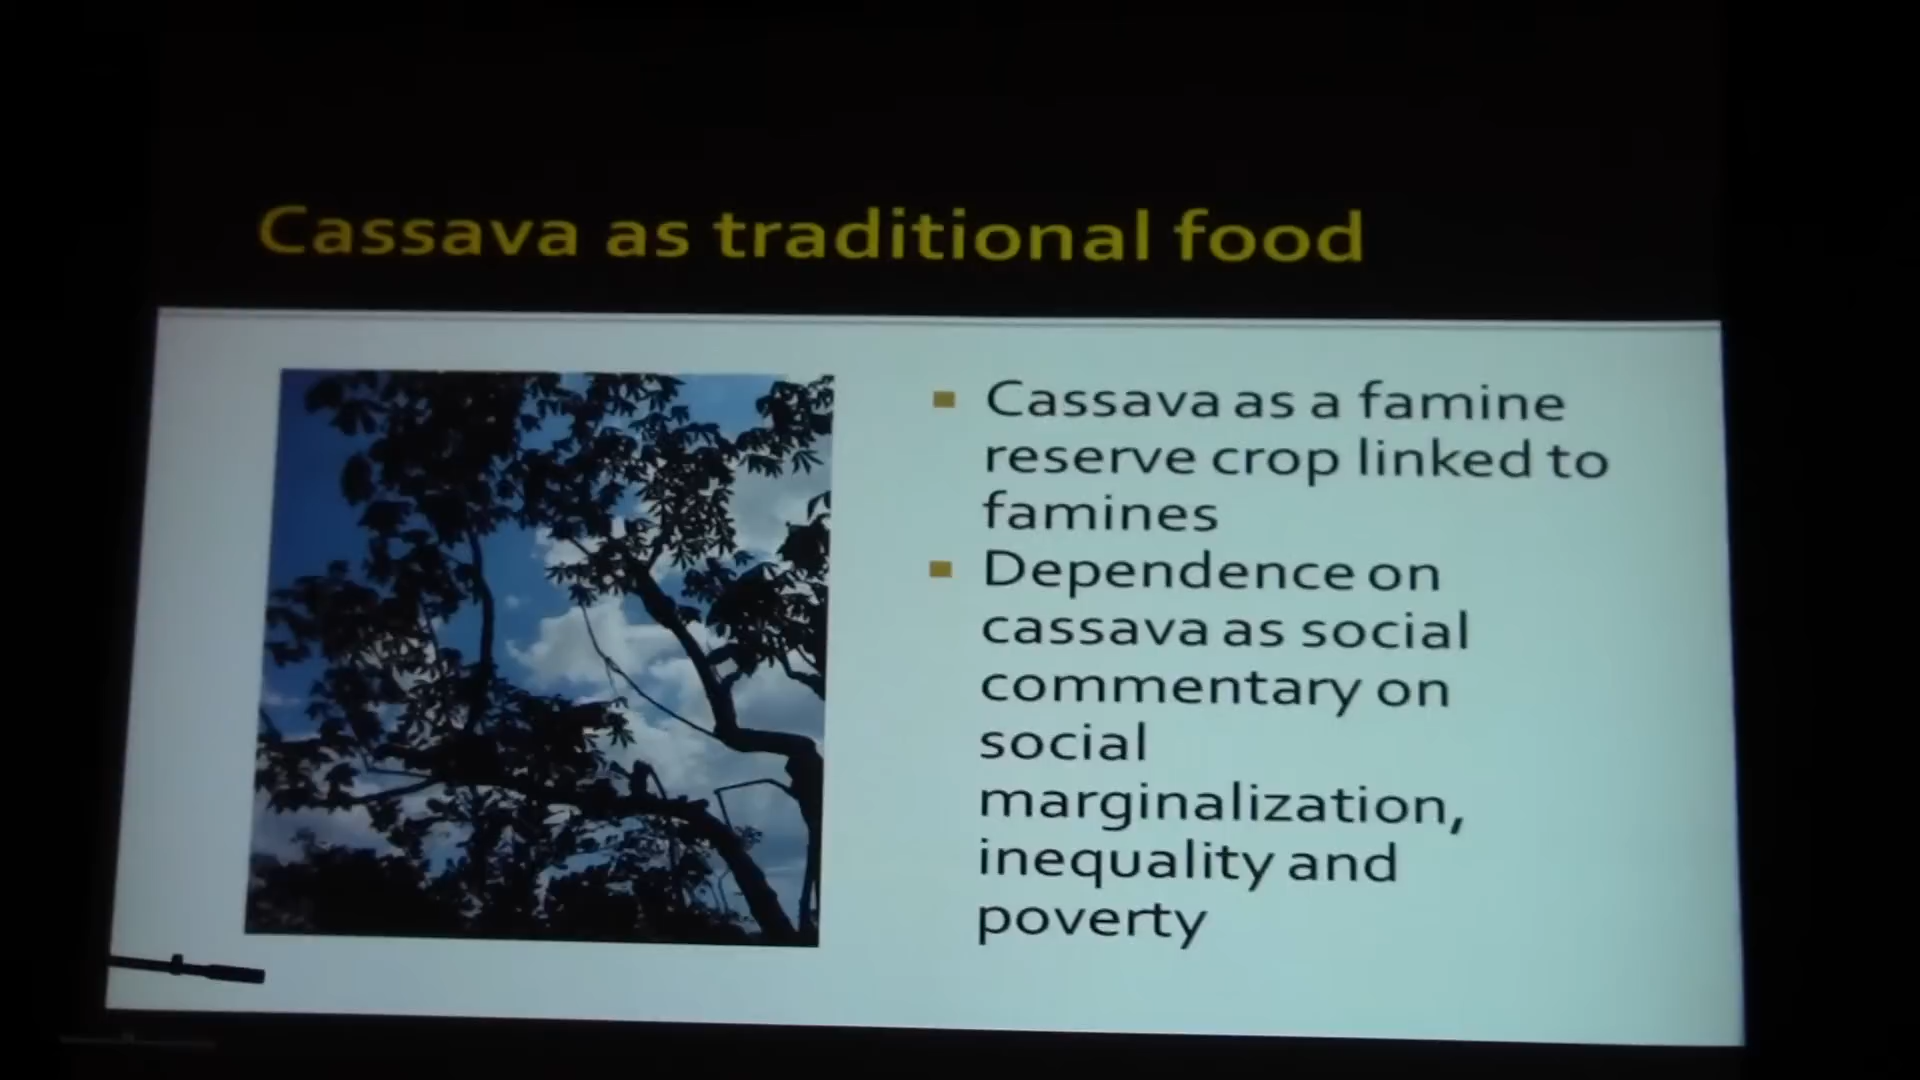 Cassava as traditional food
Cassava as a famine
reserve crop linked to
famines
Dependence on
cassava as social
commentary on
social
marginalization,
inequality and
poverty